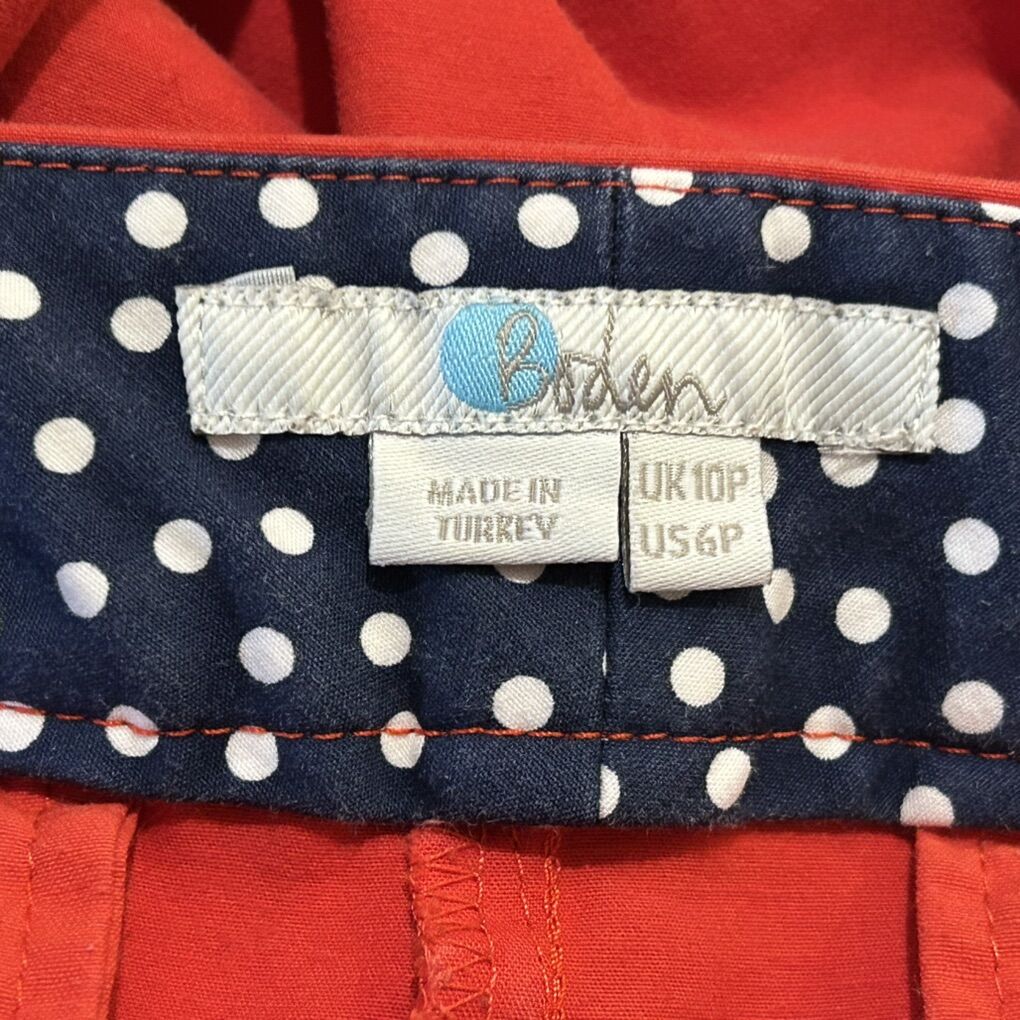 Boden
MADE IN
TURKEY
UK10P
US6P